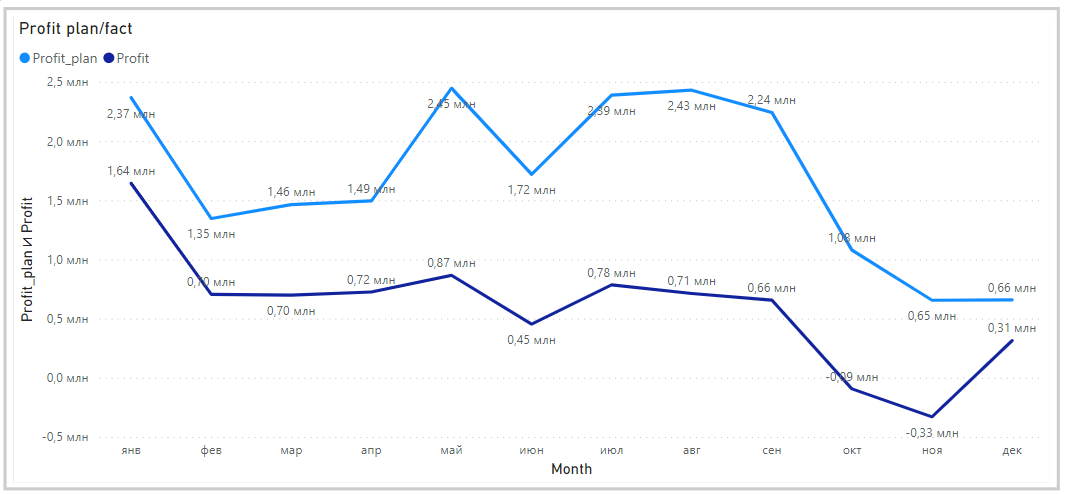 Profit plan/fact
Profit_plan Profit
2,5 млн
2,0 млн
1,5 млн
1,0 млн
0,5 млн
0,0 млн
-0,5 млн
Profit_plan и Profit
2,37 млн
1,35 млн
1,46 млн
1,49 млн
2,45 млн
1,72 млн
2,39 млн
2,43 млн
2,24 млн
1,08 млн
0,65 млн
0,66 млн
1,64 млн
0,70 млн
0,70 млн
0,72 млн
0,87 млн
0,45 млн
0,78 млн
0,71 млн
0,66 млн
-0,09 млн
-0,33 млн
0,31 млн
янв фев мар апр май июн июл авг сен окт ноя дек
Month